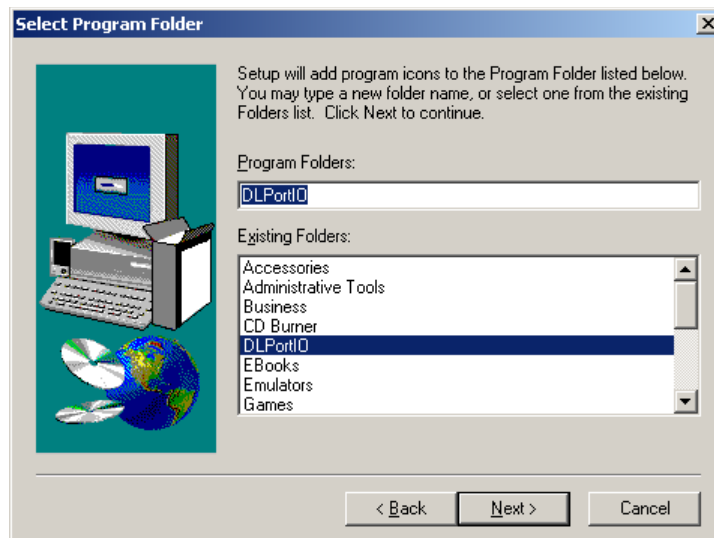 Select Program Folder
Setup will add program icons to the Program Folder listed below.
You may type a new folder name, or select one from the existing
Folders list. Click Next to continue.
Program Folders:
DLPortIO
Existing Folders:
Accessories
Administrative Tools
Business
CD Burner
DLPortIO
EBooks
Emulators
Games
< Back
Next >
Cancel